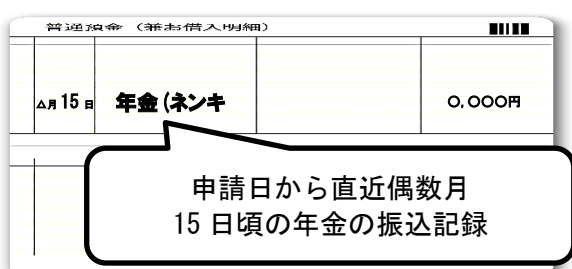 普通預金（兼お借入明細）
△月15日 年金(ネンキ 0,000円
申請日から直近偶数月
15日頃の年金の振込記録